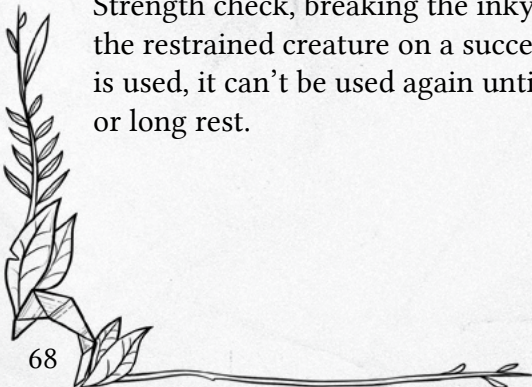 Strength check, breaking the inky
the restrained creature on a succe
is used, it can't be used again unti
or long rest.
68